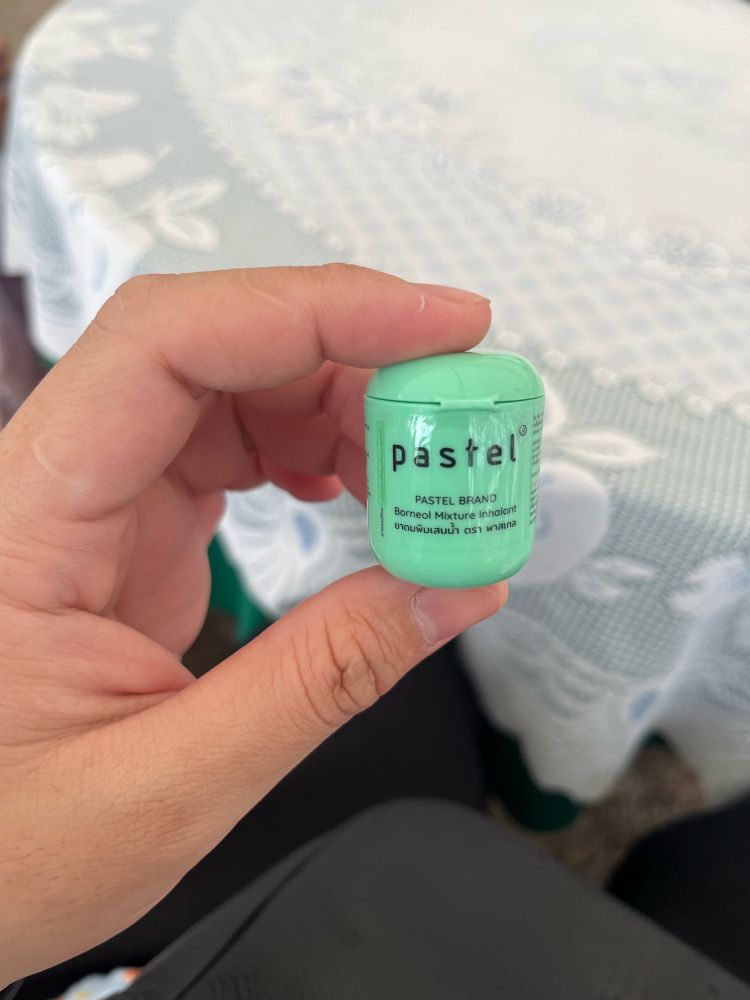 pastel®
PASTEL BRAND
Borneol Mixture Inhalant
ยาดมพิมเสนน้ำ ตรา พาสเทล